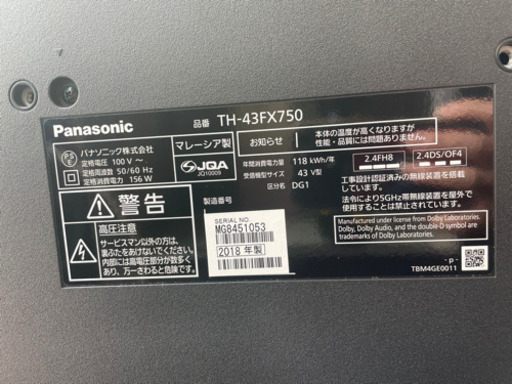 品番 TH-43FX750
Panasonic
PS
E
パナソニック株式会社
定格電圧 100 V～
定格周波数 50/60 Hz
定格消費電力 156 W
マレーシア製
JQA
JQ10009
お知らせ
本体の温度が高くなりますが
性能・品質には問題ありません。
年間消費電力量 118 kWh/年
受信機型サイズ 43 V型
区分名 DG1
2.4FH8
2.4DS/OF4
工事設計認証済みの無線装置を搭載
しています。
法令により5GHz帯無線装置を屋外で
使用することは禁止されています。
警告
高圧注意
サービスマン以外の方は、裏ぶた
をあけないでください。
内部には高電圧部分が数多く
あり、万一さわると危険です。
製造番号
SERIAL NO.
MG8451053
2018 年製
Manufactured under license from Dolby Laboratories.
Dolby, Dolby Audio, and the double-D symbol are
trademarks of Dolby Laboratories.
- p -
TBM4GE0011